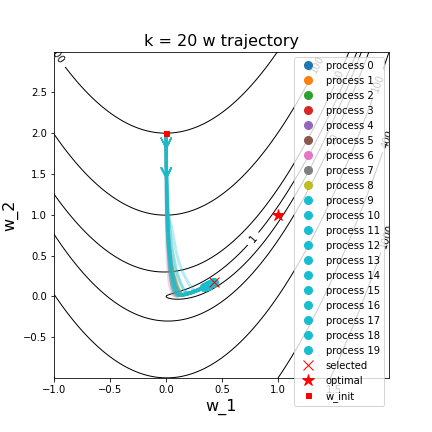 k = 20 w trajectory
w_2
2.5
2.0
1.5
1.0
0.5
0.0
−0.5
−1.0
−0.5
0.0
0.5
1.0
w_1
1
process 0
process 1
process 2
process 3
process 4
process 5
process 6
process 7
process 8
process 9
process 10
process 11
process 12
process 13
process 14
process 15
process 16
process 17
process 18
process 19
selected
optimal
w_init